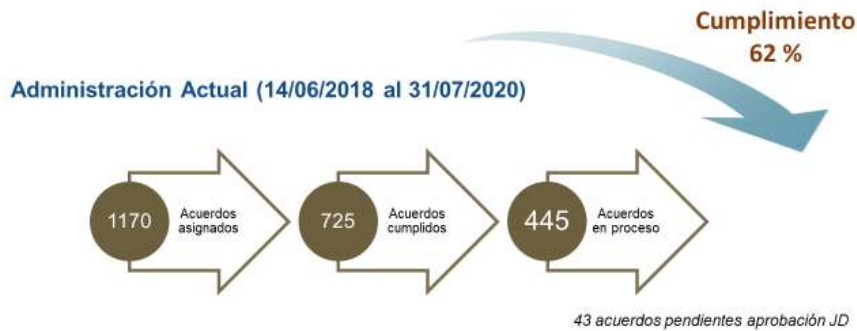 Cumplimiento
62 %
Administración Actual (14/06/2018 al 31/07/2020)
1170
Acuerdos
asignados
725
Acuerdos
cumplidos
445
Acuerdos
en proceso
43 acuerdos pendientes aprobación JD